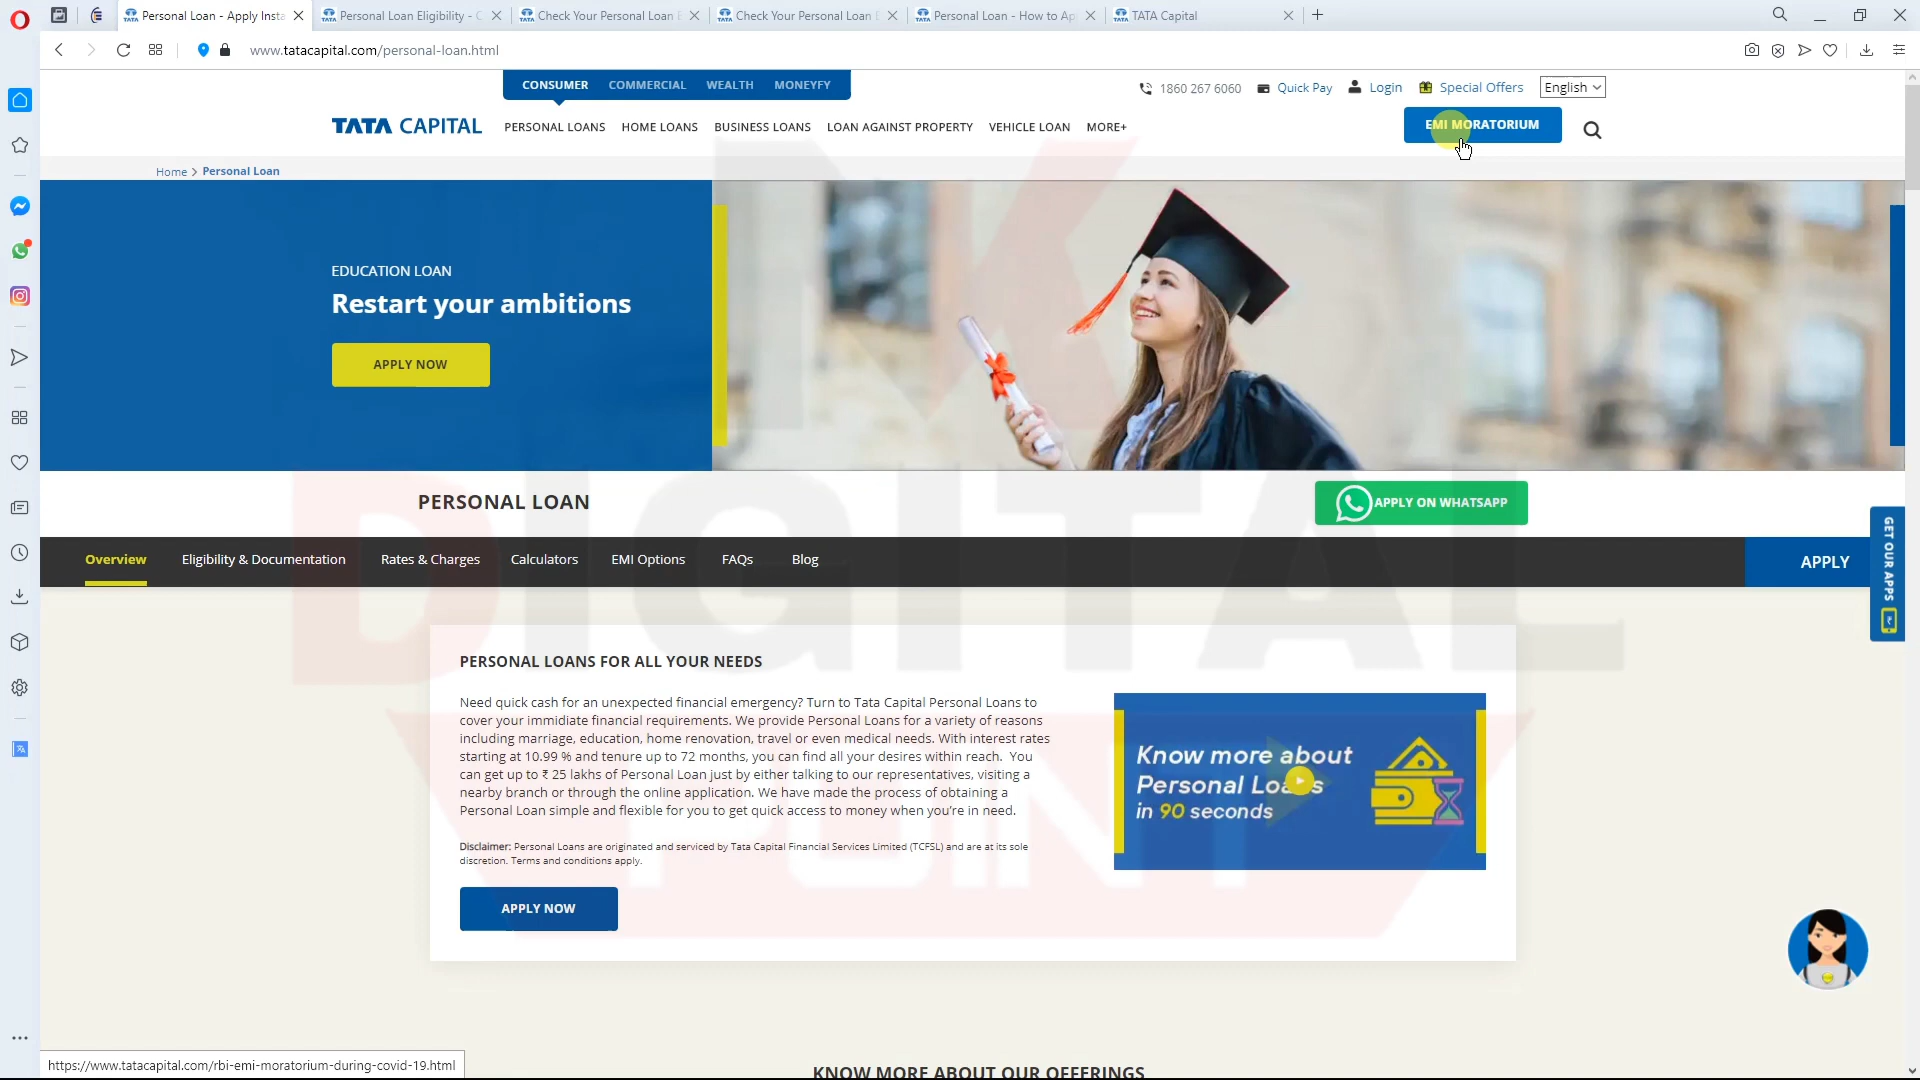 Personal Loan - Apply Insta
Personal Loan Eligibility - C
Check Your Personal Loan E
Check Your Personal Loan E
Personal Loan - How to Ap
TATA Capital
www.tatacapital.com/personal-loan.html
CONSUMER COMMERCIAL WEALTH MONEYFY
1860 267 6060 Quick Pay Login Special Offers English
TATA CAPITAL PERSONAL LOANS HOME LOANS BUSINESS LOANS LOAN AGAINST PROPERTY VEHICLE LOAN MORE+ EMI MORATORIUM
Home > Personal Loan
EDUCATION LOAN
Restart your ambitions
APPLY NOW
PERSONAL LOAN
APPLY ON WHATSAPP
Overview Eligibility & Documentation Rates & Charges Calculators EMI Options FAQs Blog APPLY
GET OUR APPS
PERSONAL LOANS FOR ALL YOUR NEEDS
Need quick cash for an unexpected financial emergency? Turn to Tata Capital Personal Loans to
cover your immidiate financial requirements. We provide Personal Loans for a variety of reasons
including marriage, education, home renovation, travel or even medical needs. With interest rates
starting at 10.99 % and tenure up to 72 months, you can find all your desires within reach. You
can get up to ₹ 25 lakhs of Personal Loan just by either talking to our representatives, visiting a
nearby branch or through the online application. We have made the process of obtaining a
Personal Loan simple and flexible for you to get quick access to money when you're in need.
Disclaimer: Personal Loans are originated and serviced by Tata Capital Financial Services Limited (TCFSL) and are at its sole
discretion. Terms and conditions apply.
APPLY NOW
Know more about
Personal Loans
in 90 seconds
NK
DIGITAL
POINT
https://www.tatacapital.com/rbi-emi-moratorium-during-covid-19.html
KNOW MORE ABOUT OUR OFFERINGS